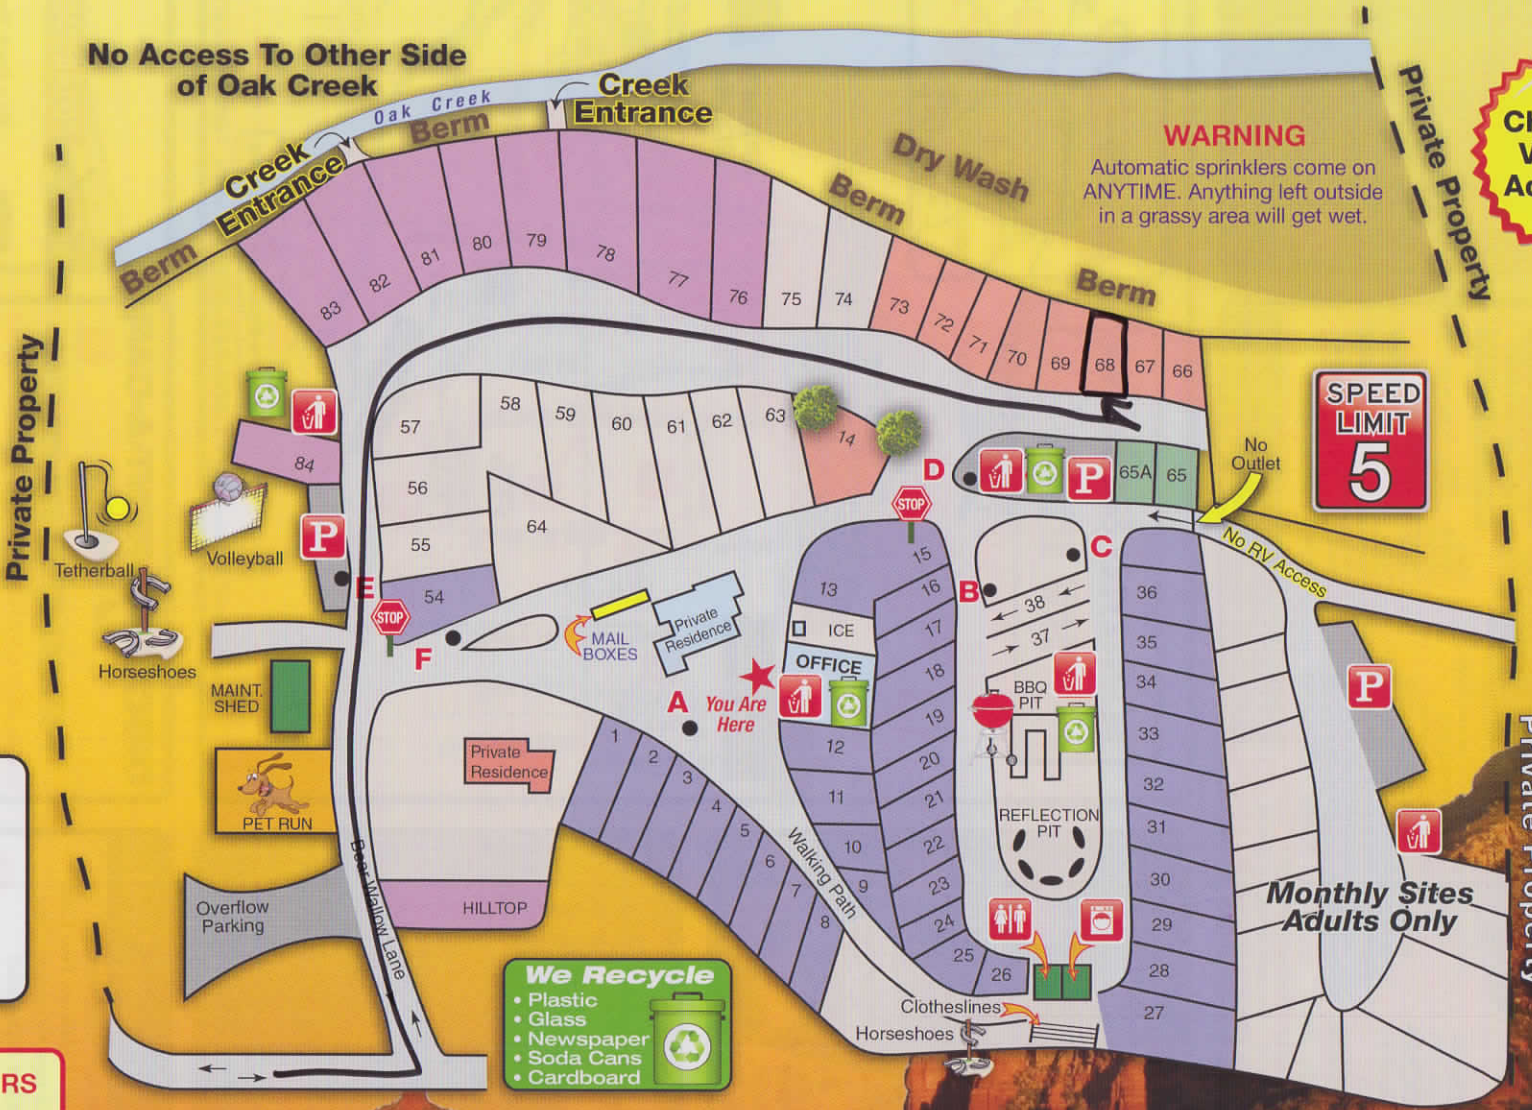 No Access To Other Side
of Oak Creek
Oak Creek
Creek
Entrance
Berm
Creek
Entrance
Berm
Dry Wash
Berm
Berm
WARNING
Automatic sprinklers come on
ANYTIME. Anything left outside
in a grassy area will get wet.
Private Property
83
82
81
80
79
78
77
76
75
74
73
72
71
70
69
68
67
66
SPEED
LIMIT
5
No
Outlet
No RV Access
Private Property
84
P
Volleyball
Tetherball
Horseshoes
MAINT.
SHED
PET RUN
Overflow
Parking
Bear Wallow Lane
57
58
59
60
61
62
63
14
56
55
64
54
E
STOP
F
MAIL
BOXES
Private
Residence
A
You Are
Here
D
P
65A
65
STOP
C
B
38
37
BBQ
PIT
REFLECTION
PIT
13
ICE
OFFICE
12
11
10
9
15
16
17
18
19
20
21
22
23
24
25
26
36
35
34
33
32
31
30
29
28
27
P
Monthly Sites
Adults Only
Private Property
Private
Residence
HILLTOP
1
2
3
4
5
6
7
8
Walking Path
Clotheslines
Horseshoes
We Recycle
• Plastic
• Glass
• Newspaper
• Soda Cans
• Cardboard
RS